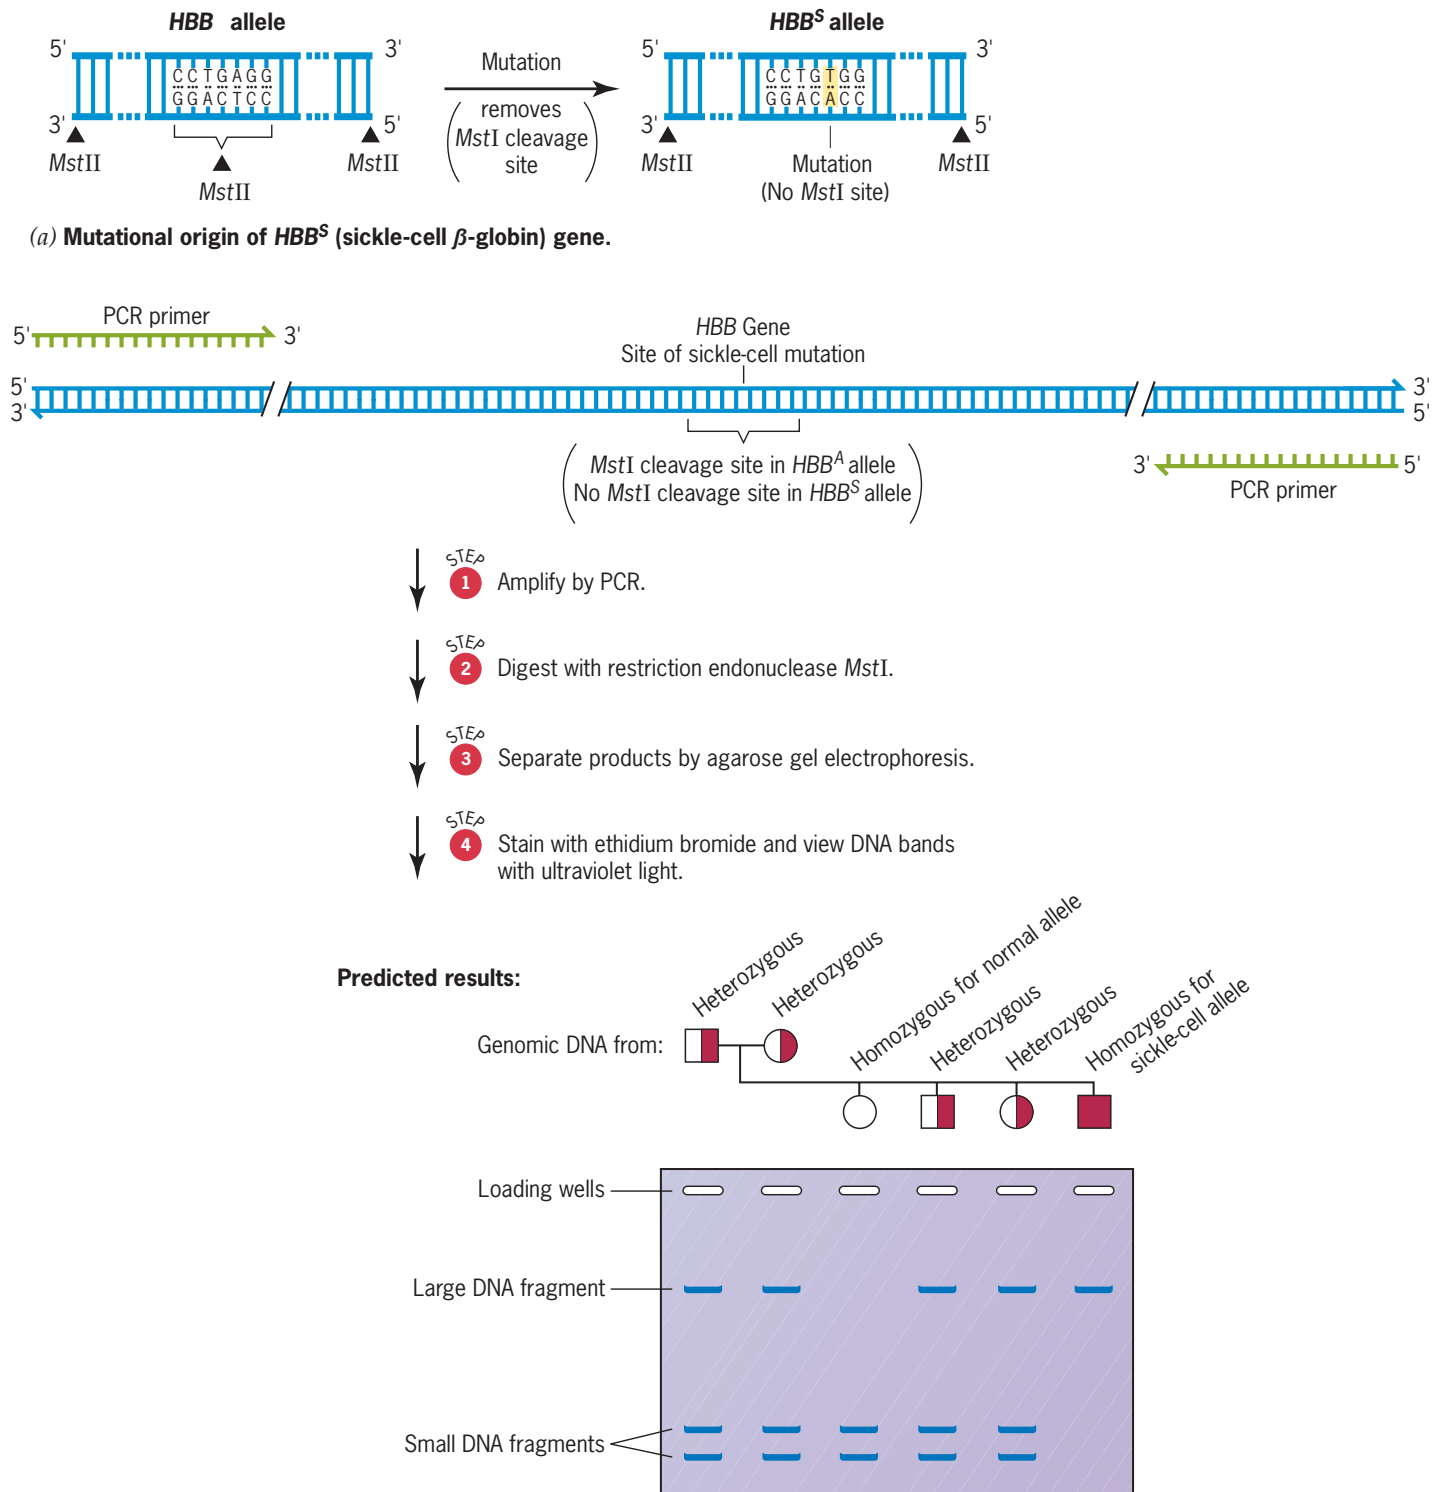 HBB allele
HBBS allele
5'
3'
CCTGAGG
GGACTCC
3'
5'
MstII
MstII
MstII
Mutation
removes
MstI cleavage
site
5'
3'
CCTGTGG
GGACACC
3'
5'
MstII
MstII
Mutation
(No MstI site)
(a) Mutational origin of HBBS (sickle-cell β-globin) gene.
PCR primer
5'
3'
HBB Gene
Site of sickle-cell mutation
5'
3'
3'
5'
MstI cleavage site in HBBA allele
No MstI cleavage site in HBBS allele
3'
5'
PCR primer
STEP
1
Amplify by PCR.
STEP
2
Digest with restriction endonuclease MstI.
STEP
3
Separate products by agarose gel electrophoresis.
STEP
4
Stain with ethidium bromide and view DNA bands
with ultraviolet light.
Predicted results:
Heterozygous
Heterozygous
Homozygous for normal allele
Heterozygous
Heterozygous
Homozygous for
sickle-cell allele
Genomic DNA from:
Loading wells
Large DNA fragment
Small DNA fragments